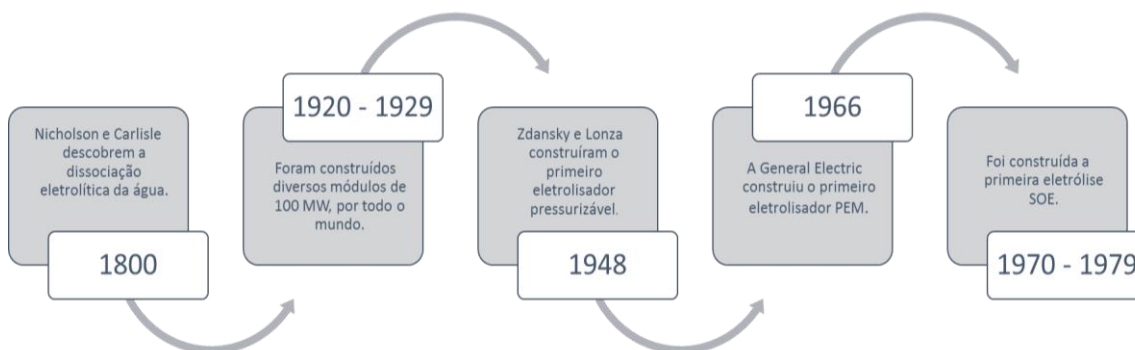 Nicholson e Carlisle
descobrem a
dissociação
eletrolítica da água.
1800
1920 - 1929
Foram construídos
diversos módulos de
100 MW, por todo o
mundo.
Zdansky e Lonza
construíram o
primeiro
eletrolisador
pressurizável.
1948
1966
A General Electric
construiu o primeiro
eletrolisador PEM.
Foi construída a
primeira eletrólise
SOE.
1970 - 1979